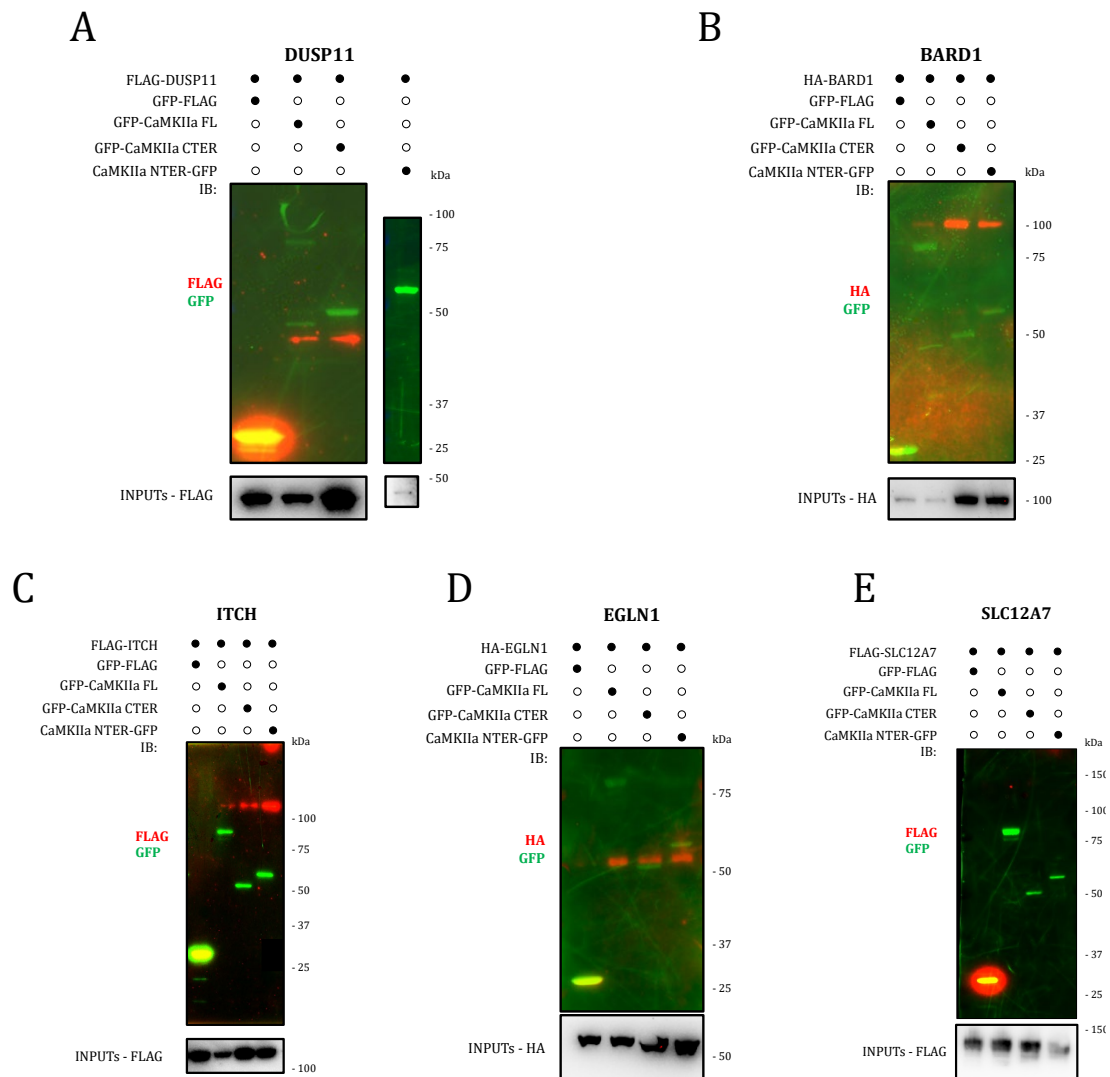 A
DUSP11
FLAG-DUSP11
GFP-FLAG
GFP-CaMKIIa FL
GFP-CaMKIIa CTER
CaMKIIa NTER-GFP
kDa
IB:
- 100
- 75
FLAG
GFP
- 50
- 37
- 25
- 50
INPUTs - FLAG
B
BARD1
HA-BARD1
GFP-FLAG
GFP-CaMKIIa FL
GFP-CaMKIIa CTER
CaMKIIa NTER-GFP
kDa
IB:
- 100
- 75
HA
GFP
- 50
- 37
- 25
INPUTs - HA
- 100
C
ITCH
FLAG-ITCH
GFP-FLAG
GFP-CaMKIIa FL
GFP-CaMKIIa CTER
CaMKIIa NTER-GFP
kDa
IB:
- 100
FLAG
GFP
- 75
- 50
- 37
- 25
INPUTs - FLAG
- 100
D
EGLN1
HA-EGLN1
GFP-FLAG
GFP-CaMKIIa FL
GFP-CaMKIIa CTER
CaMKIIa NTER-GFP
kDa
IB:
- 75
HA
GFP
- 50
- 37
- 25
INPUTs - HA
- 50
E
SLC12A7
FLAG-SLC12A7
GFP-FLAG
GFP-CaMKIIa FL
GFP-CaMKIIa CTER
CaMKIIa NTER-GFP
kDa
IB:
- 150
- 100
FLAG
GFP
- 75
- 50
- 37
- 25
- 150
INPUTs - FLAG